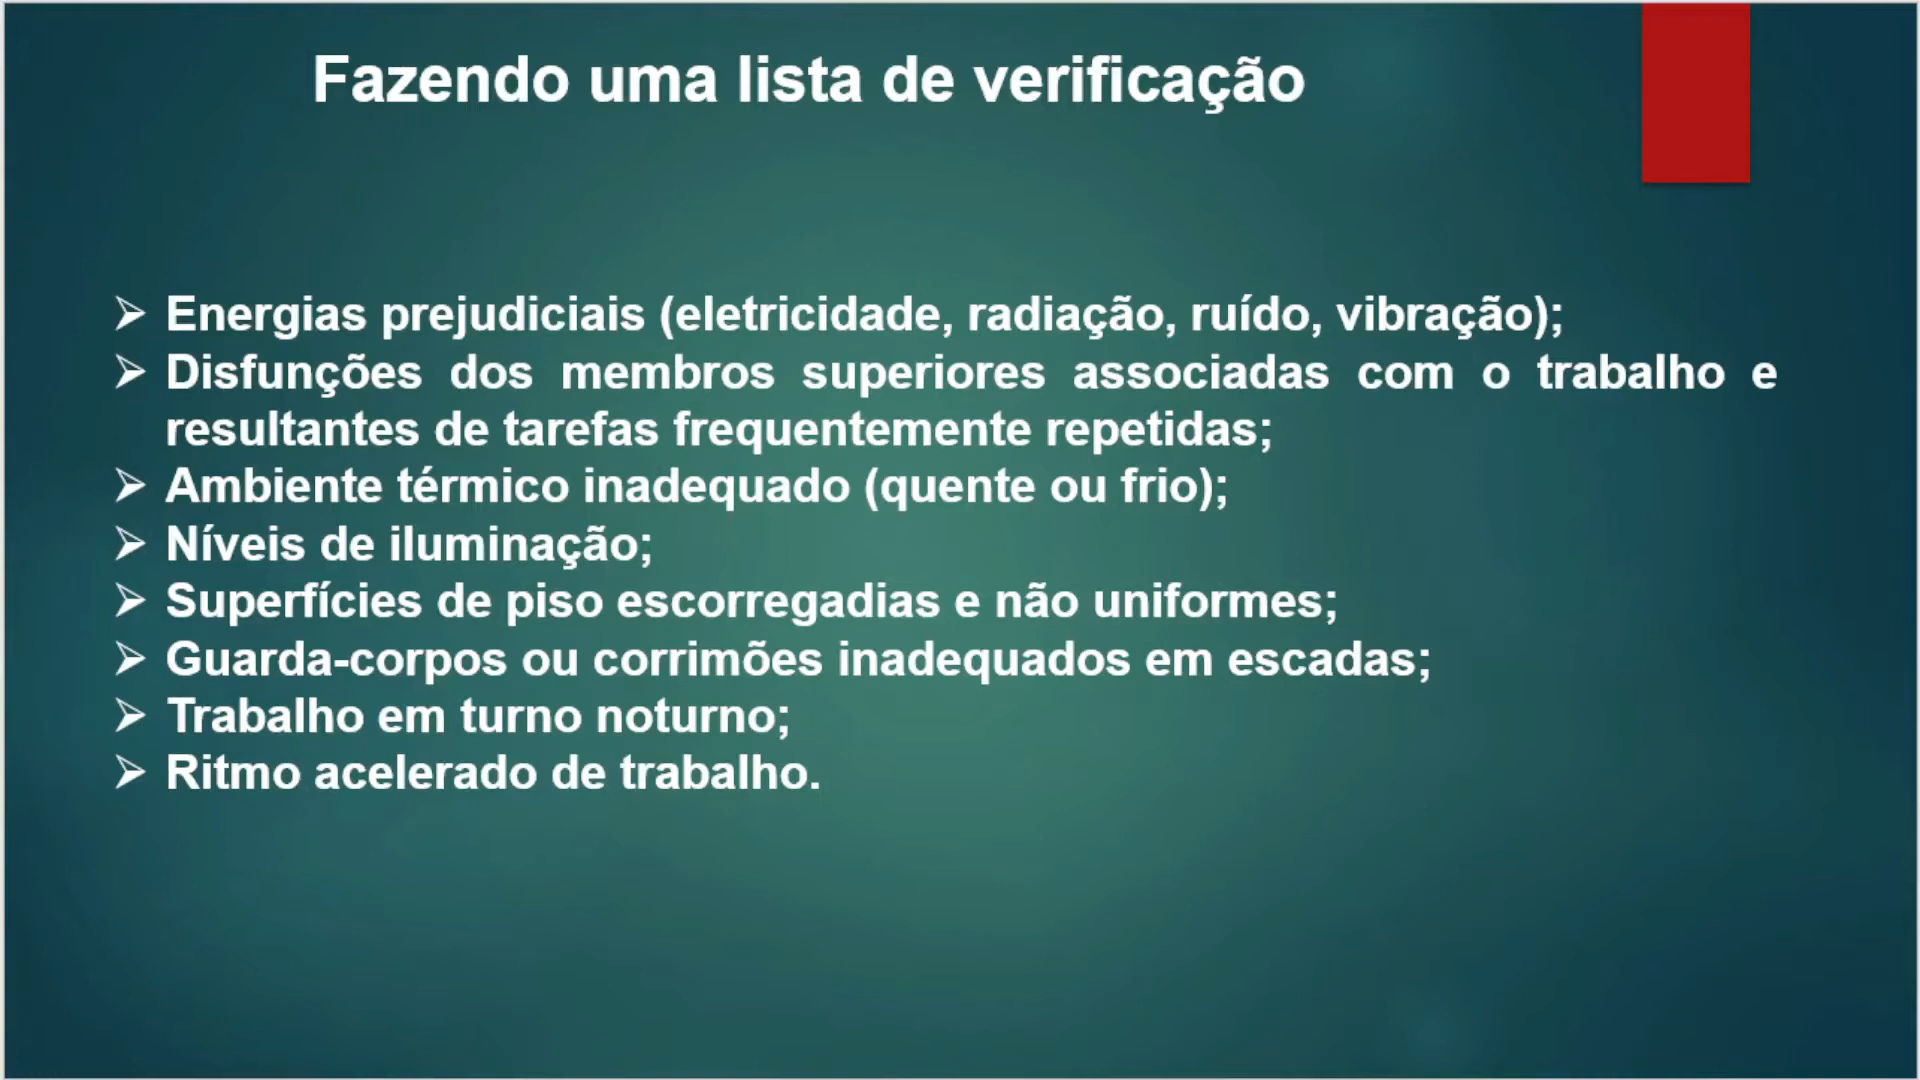 Fazendo uma lista de verificação
➢ Energias prejudiciais (eletricidade, radiação, ruído, vibração);
➢ Disfunções dos membros superiores associadas com o trabalho e
resultantes de tarefas frequentemente repetidas;
➢ Ambiente térmico inadequado (quente ou frio);
➢ Níveis de iluminação;
➢ Superfícies de piso escorregadias e não uniformes;
➢ Guarda-corpos ou corrimões inadequados em escadas;
➢ Trabalho em turno noturno;
➢ Ritmo acelerado de trabalho.